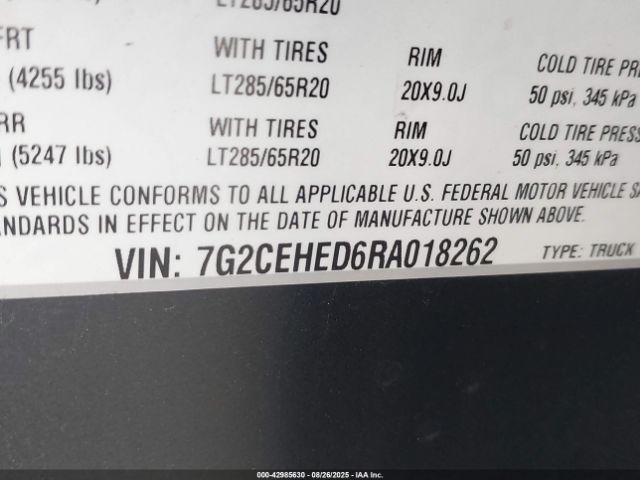 LT285/65R20
FRT WITH TIRES RIM COLD TIRE
(4255 lbs) LT285/65R20 20X9.0J 50 psi, 345 kPa
RR WITH TIRES RIM COLD TIRE
(5247 lbs) LT285/65R20 20X9.0J 50 psi, 345 kPa
VEHICLE CONFORMS TO ALL APPLICABLE U.S. FEDERAL MOTOR VEHICLE
IN EFFECT ON THE DATE OF MANUFACTURE SHOWN ABOVE.
VIN: 7G2CEHED6RA018262 TYPE: TRUCK
000-42985630 - 08/26/2025 - IAA Inc.